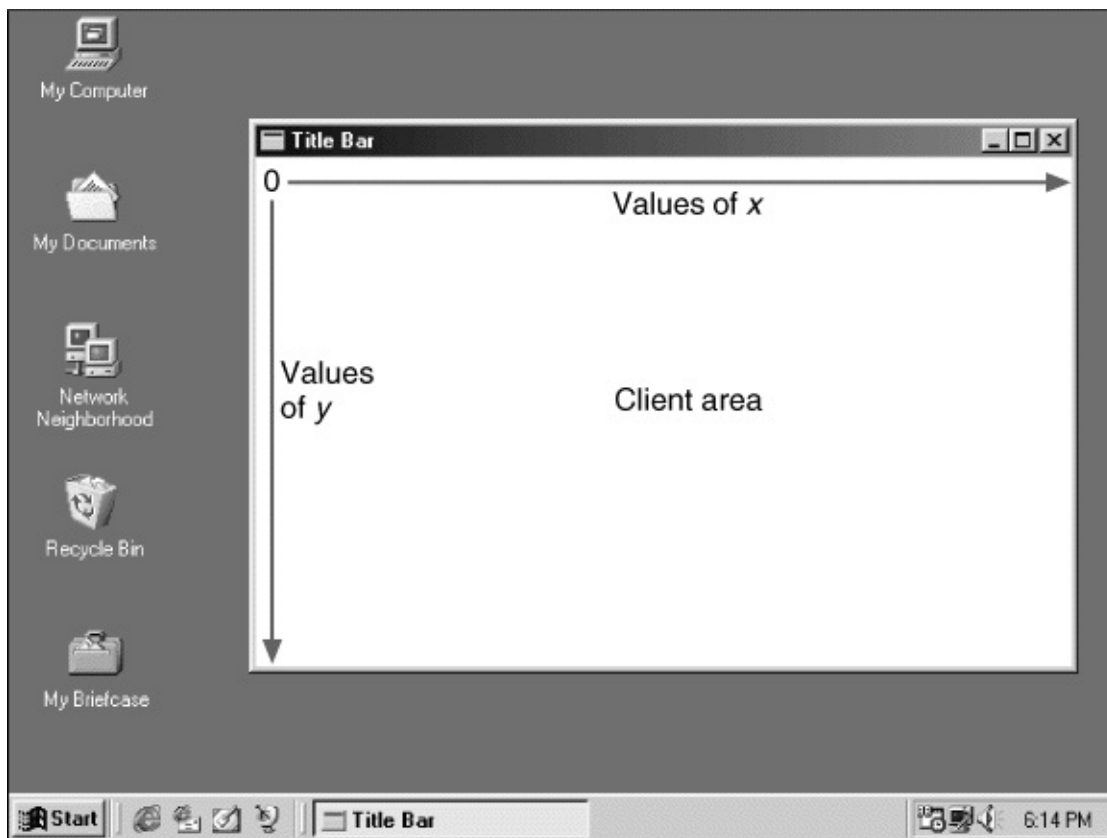 My Computer
My Documents
Network
Neighborhood
Recycle Bin
My Briefcase
Title Bar
0
Values of x
Values
of y
Client area
Start
Title Bar
6:14 PM